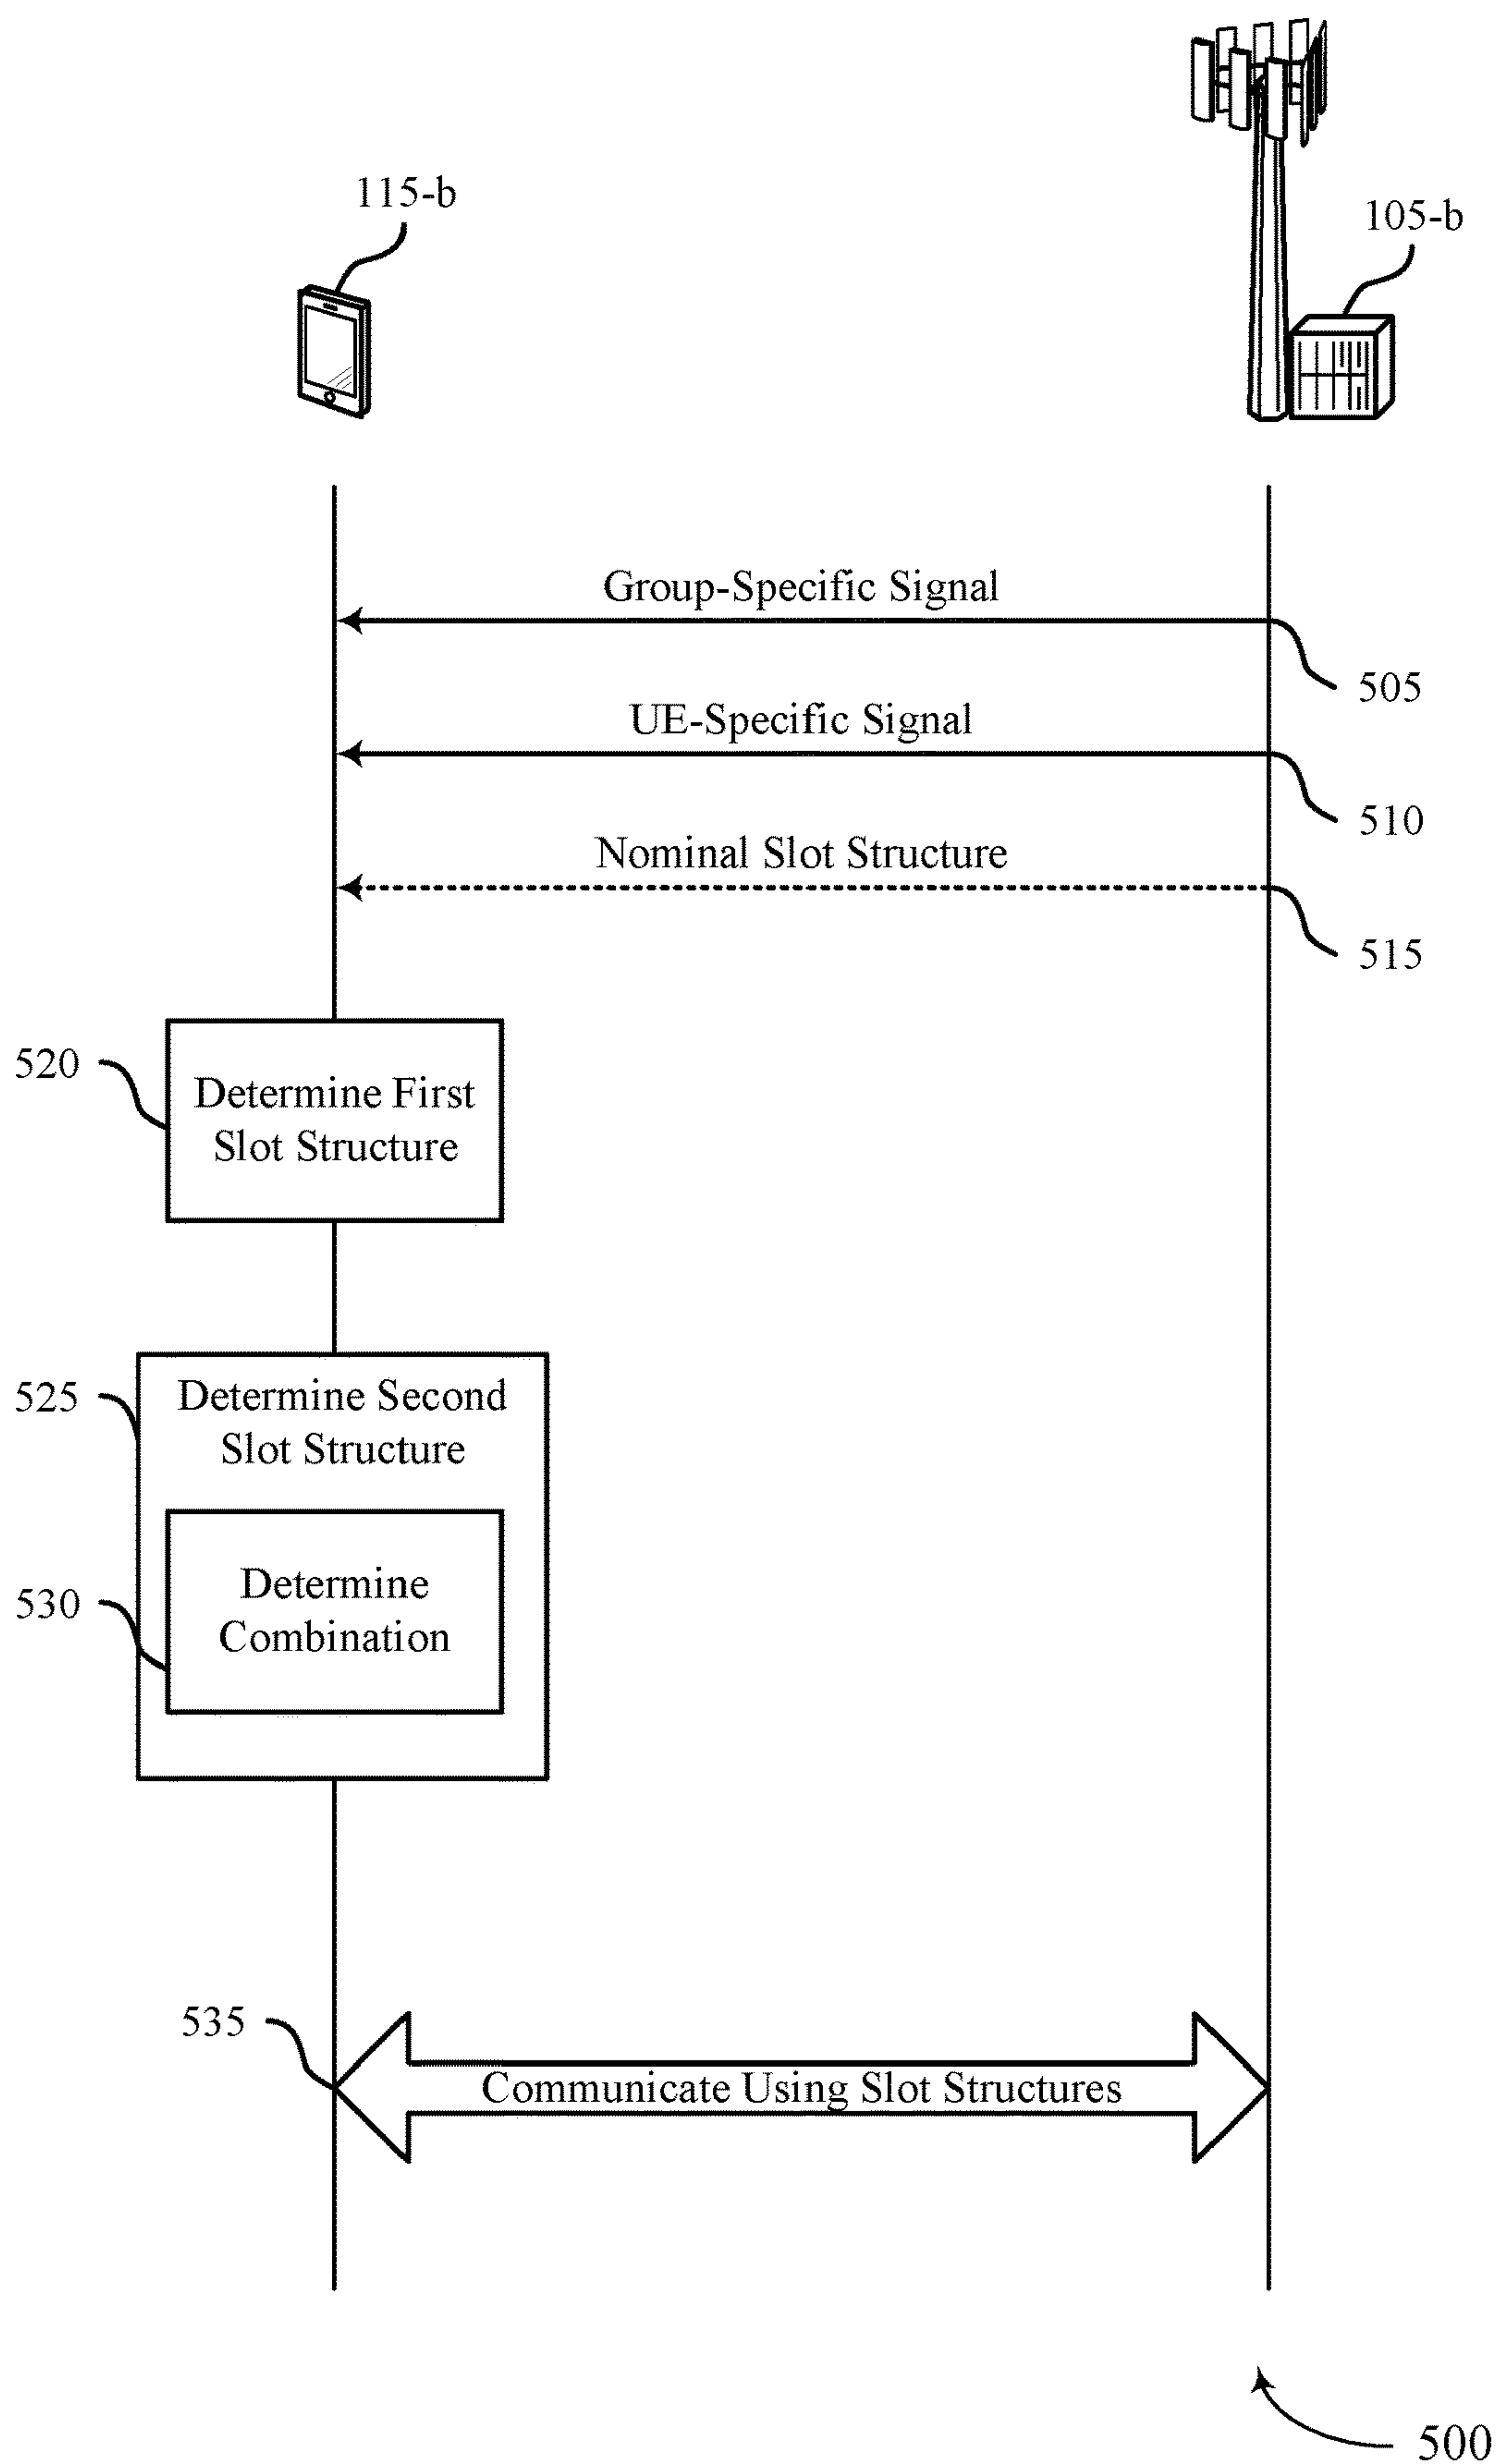 115-b
105-b
Group-Specific Signal
505
UE-Specific Signal
510
Nominal Slot Structure
515
520
Determine First
Slot Structure
525
Determine Second
Slot Structure
530
Determine
Combination
535
Communicate Using Slot Structures
500